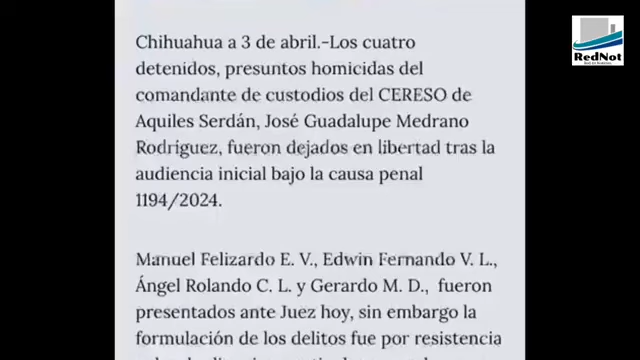 Chihuahua a 3 de abril.-Los cuatro
detenidos, presuntos homicidas del
comandante de custodios del CERESO de
Aquiles Serdán, José Guadalupe Medrano
Rodríguez, fueron dejados en libertad tras la
audiencia inicial bajo la causa penal
1194/2024.
Manuel Felizardo E. V., Edwin Fernando V. L.,
Ángel Rolando C. L. y Gerardo M. D., fueron
presentados ante Juez hoy, sin embargo la
formulación de los delitos fue por resistencia
RedNot